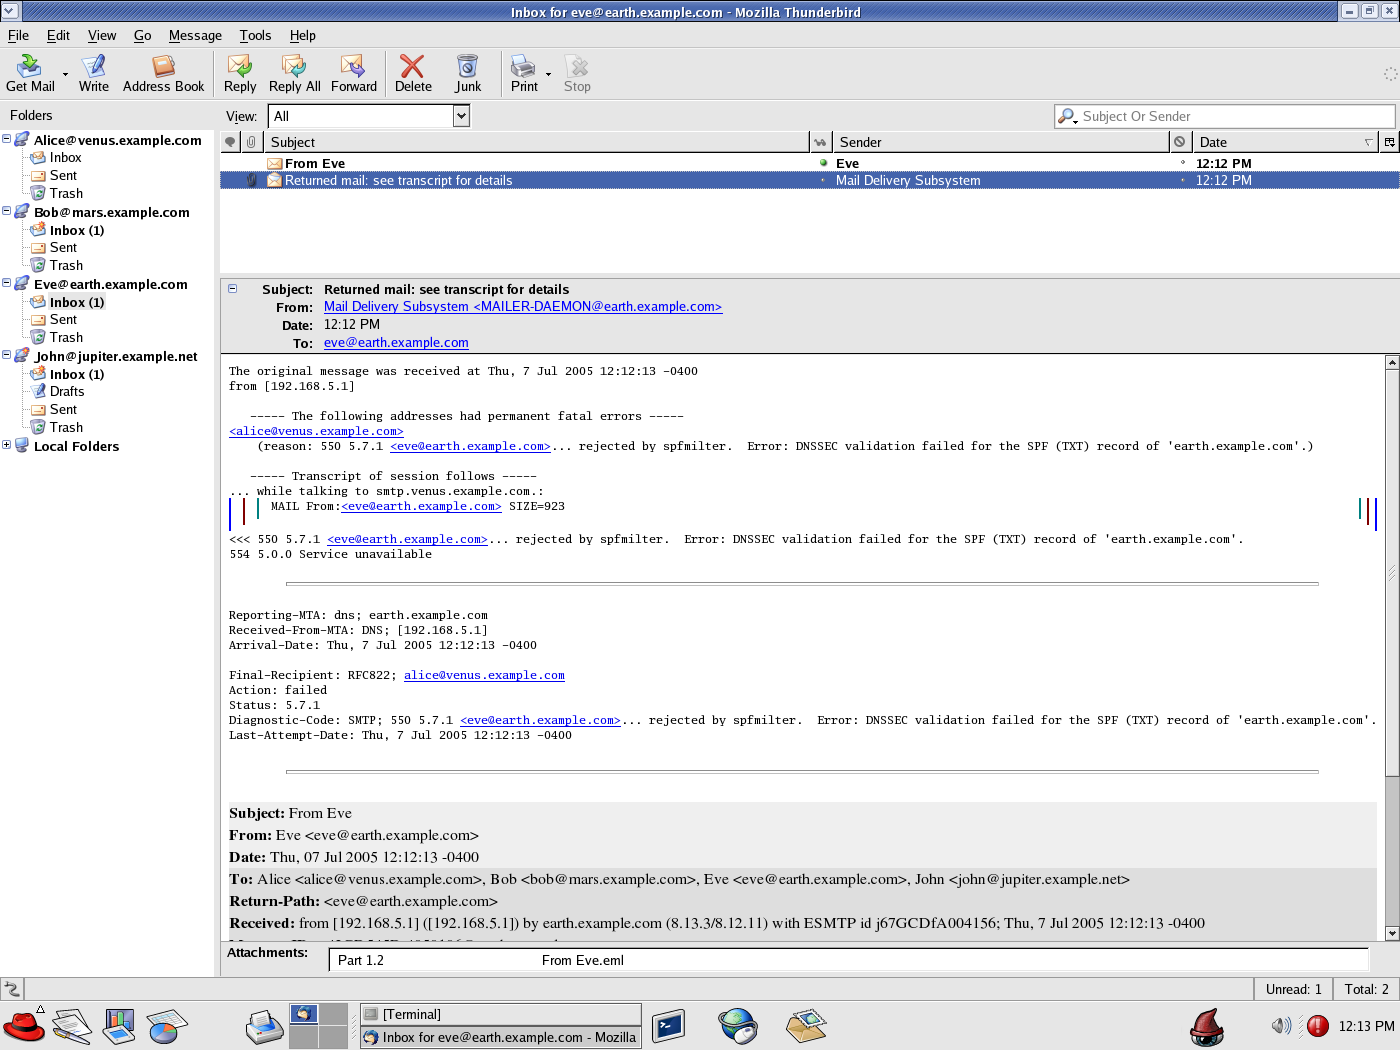 Inbox for eve@earth.example.com - Mozilla Thunderbird
File Edit View Go Message Tools Help
Get Mail Write Address Book Reply Reply All Forward Delete Junk Print Stop
Folders
View: All Subject Or Sender
Alice@venus.example.com
Inbox
Sent
Trash
Bob@mars.example.com
Inbox (1)
Sent
Trash
Eve@earth.example.com
Inbox (1)
Sent
Trash
John@jupiter.example.net
Inbox (1)
Drafts
Sent
Trash
Local Folders
Subject Sender Date
From Eve Eve 12:12 PM
Returned mail: see transcript for details Mail Delivery Subsystem 12:12 PM
Subject: Returned mail: see transcript for details
From: Mail Delivery Subsystem <MAILER-DAEMON@earth.example.com>
Date: 12:12 PM
To: eve@earth.example.com
The original message was received at Thu, 7 Jul 2005 12:12:13 -0400
from [192.168.5.1]
----- The following addresses had permanent fatal errors -----
<alice@venus.example.com>
(reason: 550 5.7.1 <eve@earth.example.com>... rejected by spfmilter. Error: DNSSEC validation failed for the SPF (TXT) record of 'earth.example.com'.)
----- Transcript of session follows -----
... while talking to smtp.venus.example.com.:
MAIL From:<eve@earth.example.com> SIZE=923
<<< 550 5.7.1 <eve@earth.example.com>... rejected by spfmilter. Error: DNSSEC validation failed for the SPF (TXT) record of 'earth.example.com'.
554 5.0.0 Service unavailable
Reporting-MTA: dns; earth.example.com
Received-From-MTA: DNS; [192.168.5.1]
Arrival-Date: Thu, 7 Jul 2005 12:12:13 -0400
Final-Recipient: RFC822; alice@venus.example.com
Action: failed
Status: 5.7.1
Diagnostic-Code: SMTP; 550 5.7.1 <eve@earth.example.com>... rejected by spfmilter. Error: DNSSEC validation failed for the SPF (TXT) record of 'earth.example.com'.
Last-Attempt-Date: Thu, 7 Jul 2005 12:12:13 -0400
Subject: From Eve
From: Eve <eve@earth.example.com>
Date: Thu, 07 Jul 2005 12:12:13 -0400
To: Alice <alice@venus.example.com>, Bob <bob@mars.example.com>, Eve <eve@earth.example.com>, John <john@jupiter.example.net>
Return-Path: <eve@earth.example.com>
Received: from [192.168.5.1] ([192.168.5.1]) by earth.example.com (8.13.3/8.12.11) with ESMTP id j67GCDfA004156; Thu, 7 Jul 2005 12:12:13 -0400
Attachments: Part 1.2 From Eve.eml
Unread: 1 Total: 2
[Terminal]
Inbox for eve@earth.example.com - Mozilla
12:13 PM